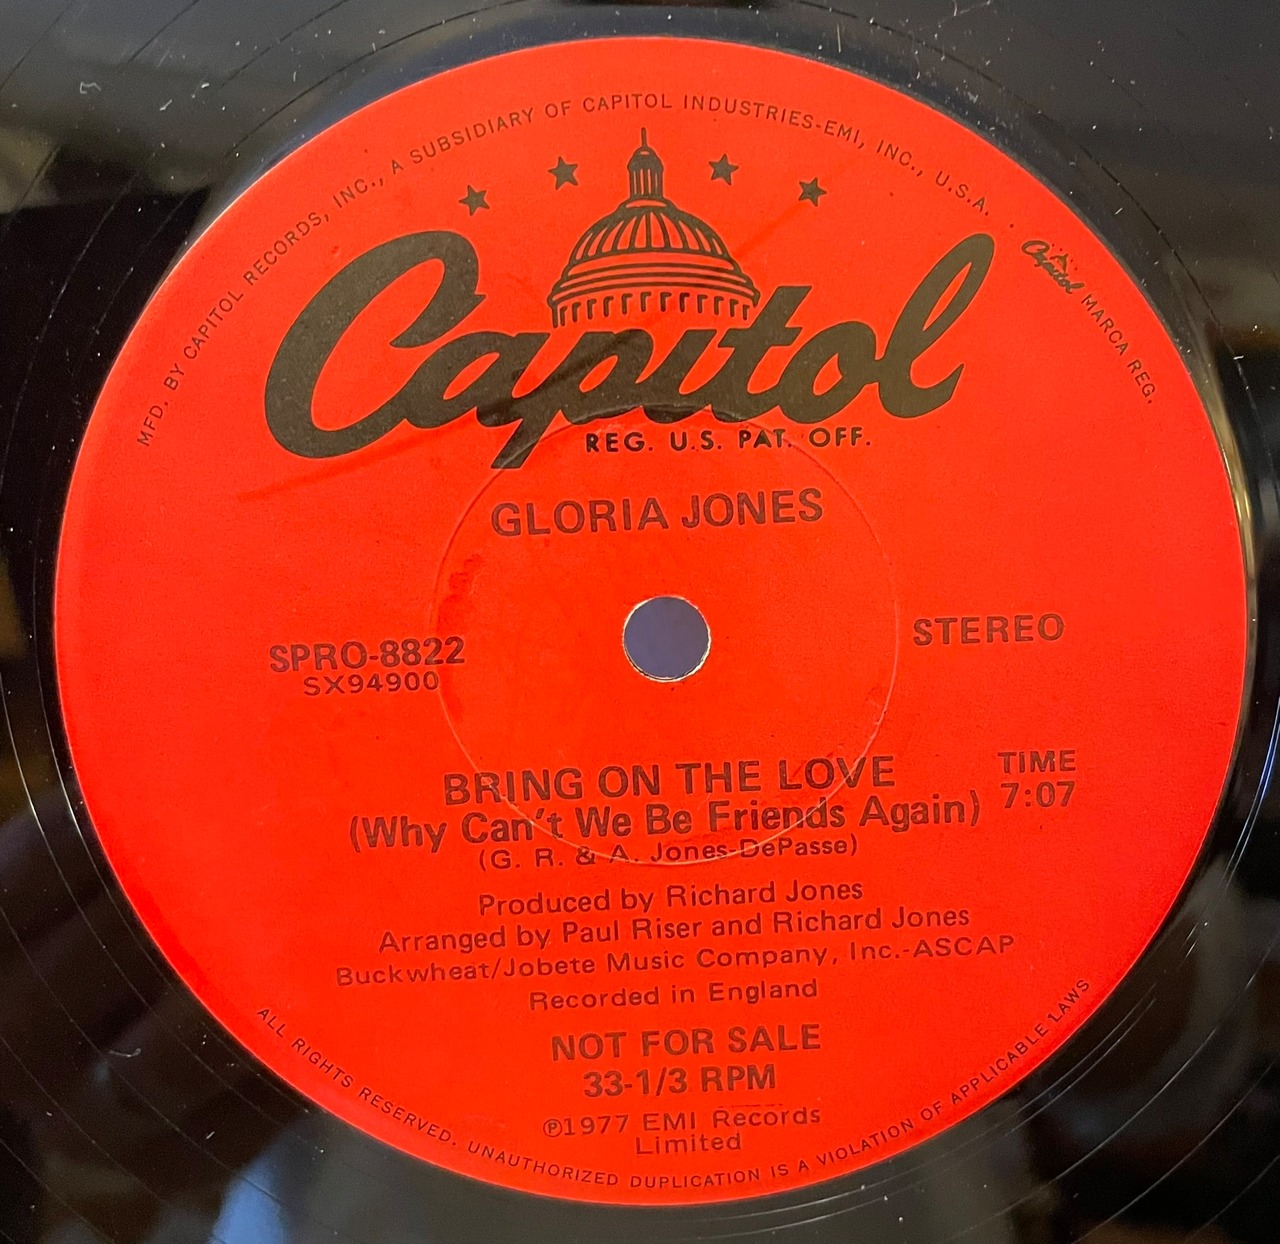 MFD. BY CAPITOL RECORDS, INC., A SUBSIDIARY OF CAPITOL INDUSTRIES-EMI, INC., U.S.A. · Capitol MARCA REG.
Capitol
REG. U.S. PAT. OFF.
GLORIA JONES
SPRO-8822
SX94900
STEREO
BRING ON THE LOVE
(Why Can't We Be Friends Again)
TIME
7:07
(G. R. & A. Jones-DePasse)
Produced by Richard Jones
Arranged by Paul Riser and Richard Jones
Buckwheat/Jobete Music Company, Inc.-ASCAP
Recorded in England
NOT FOR SALE
33-1/3 RPM
℗1977 EMI Records
Limited
ALL RIGHTS RESERVED. UNAUTHORIZED DUPLICATION IS A VIOLATION OF APPLICABLE LAWS